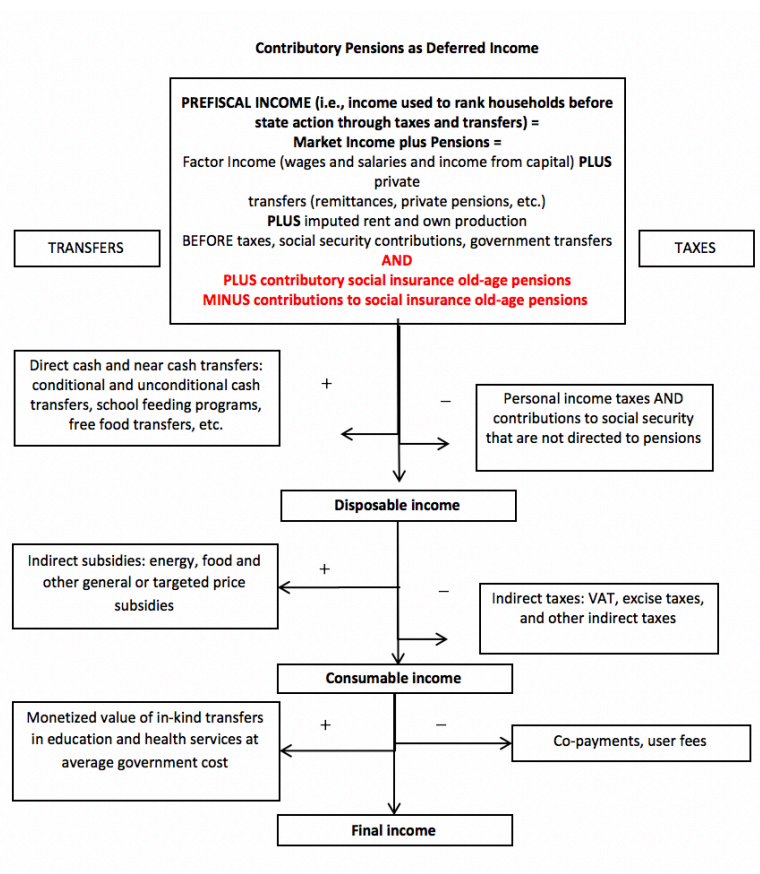 Contributory Pensions as Deferred Income
PREFISCAL INCOME (i.e., income used to rank households before
state action through taxes and transfers) =
Market Income plus Pensions =
Factor Income (wages and salaries and income from capital) PLUS
private
transfers (remittances, private pensions, etc.)
PLUS imputed rent and own production
BEFORE taxes, social security contributions, government transfers
AND
PLUS contributory social insurance old-age pensions
MINUS contributions to social insurance old-age pensions
TRANSFERS
TAXES
Direct cash and near cash transfers:
conditional and unconditional cash
transfers, school feeding programs,
free food transfers, etc.
+
–
Personal income taxes AND
contributions to social security
that are not directed to pensions
Disposable income
Indirect subsidies: energy, food and
other general or targeted price
subsidies
+
–
Indirect taxes: VAT, excise taxes,
and other indirect taxes
Consumable income
Monetized value of in-kind transfers
in education and health services at
average government cost
+
–
Co-payments, user fees
Final income